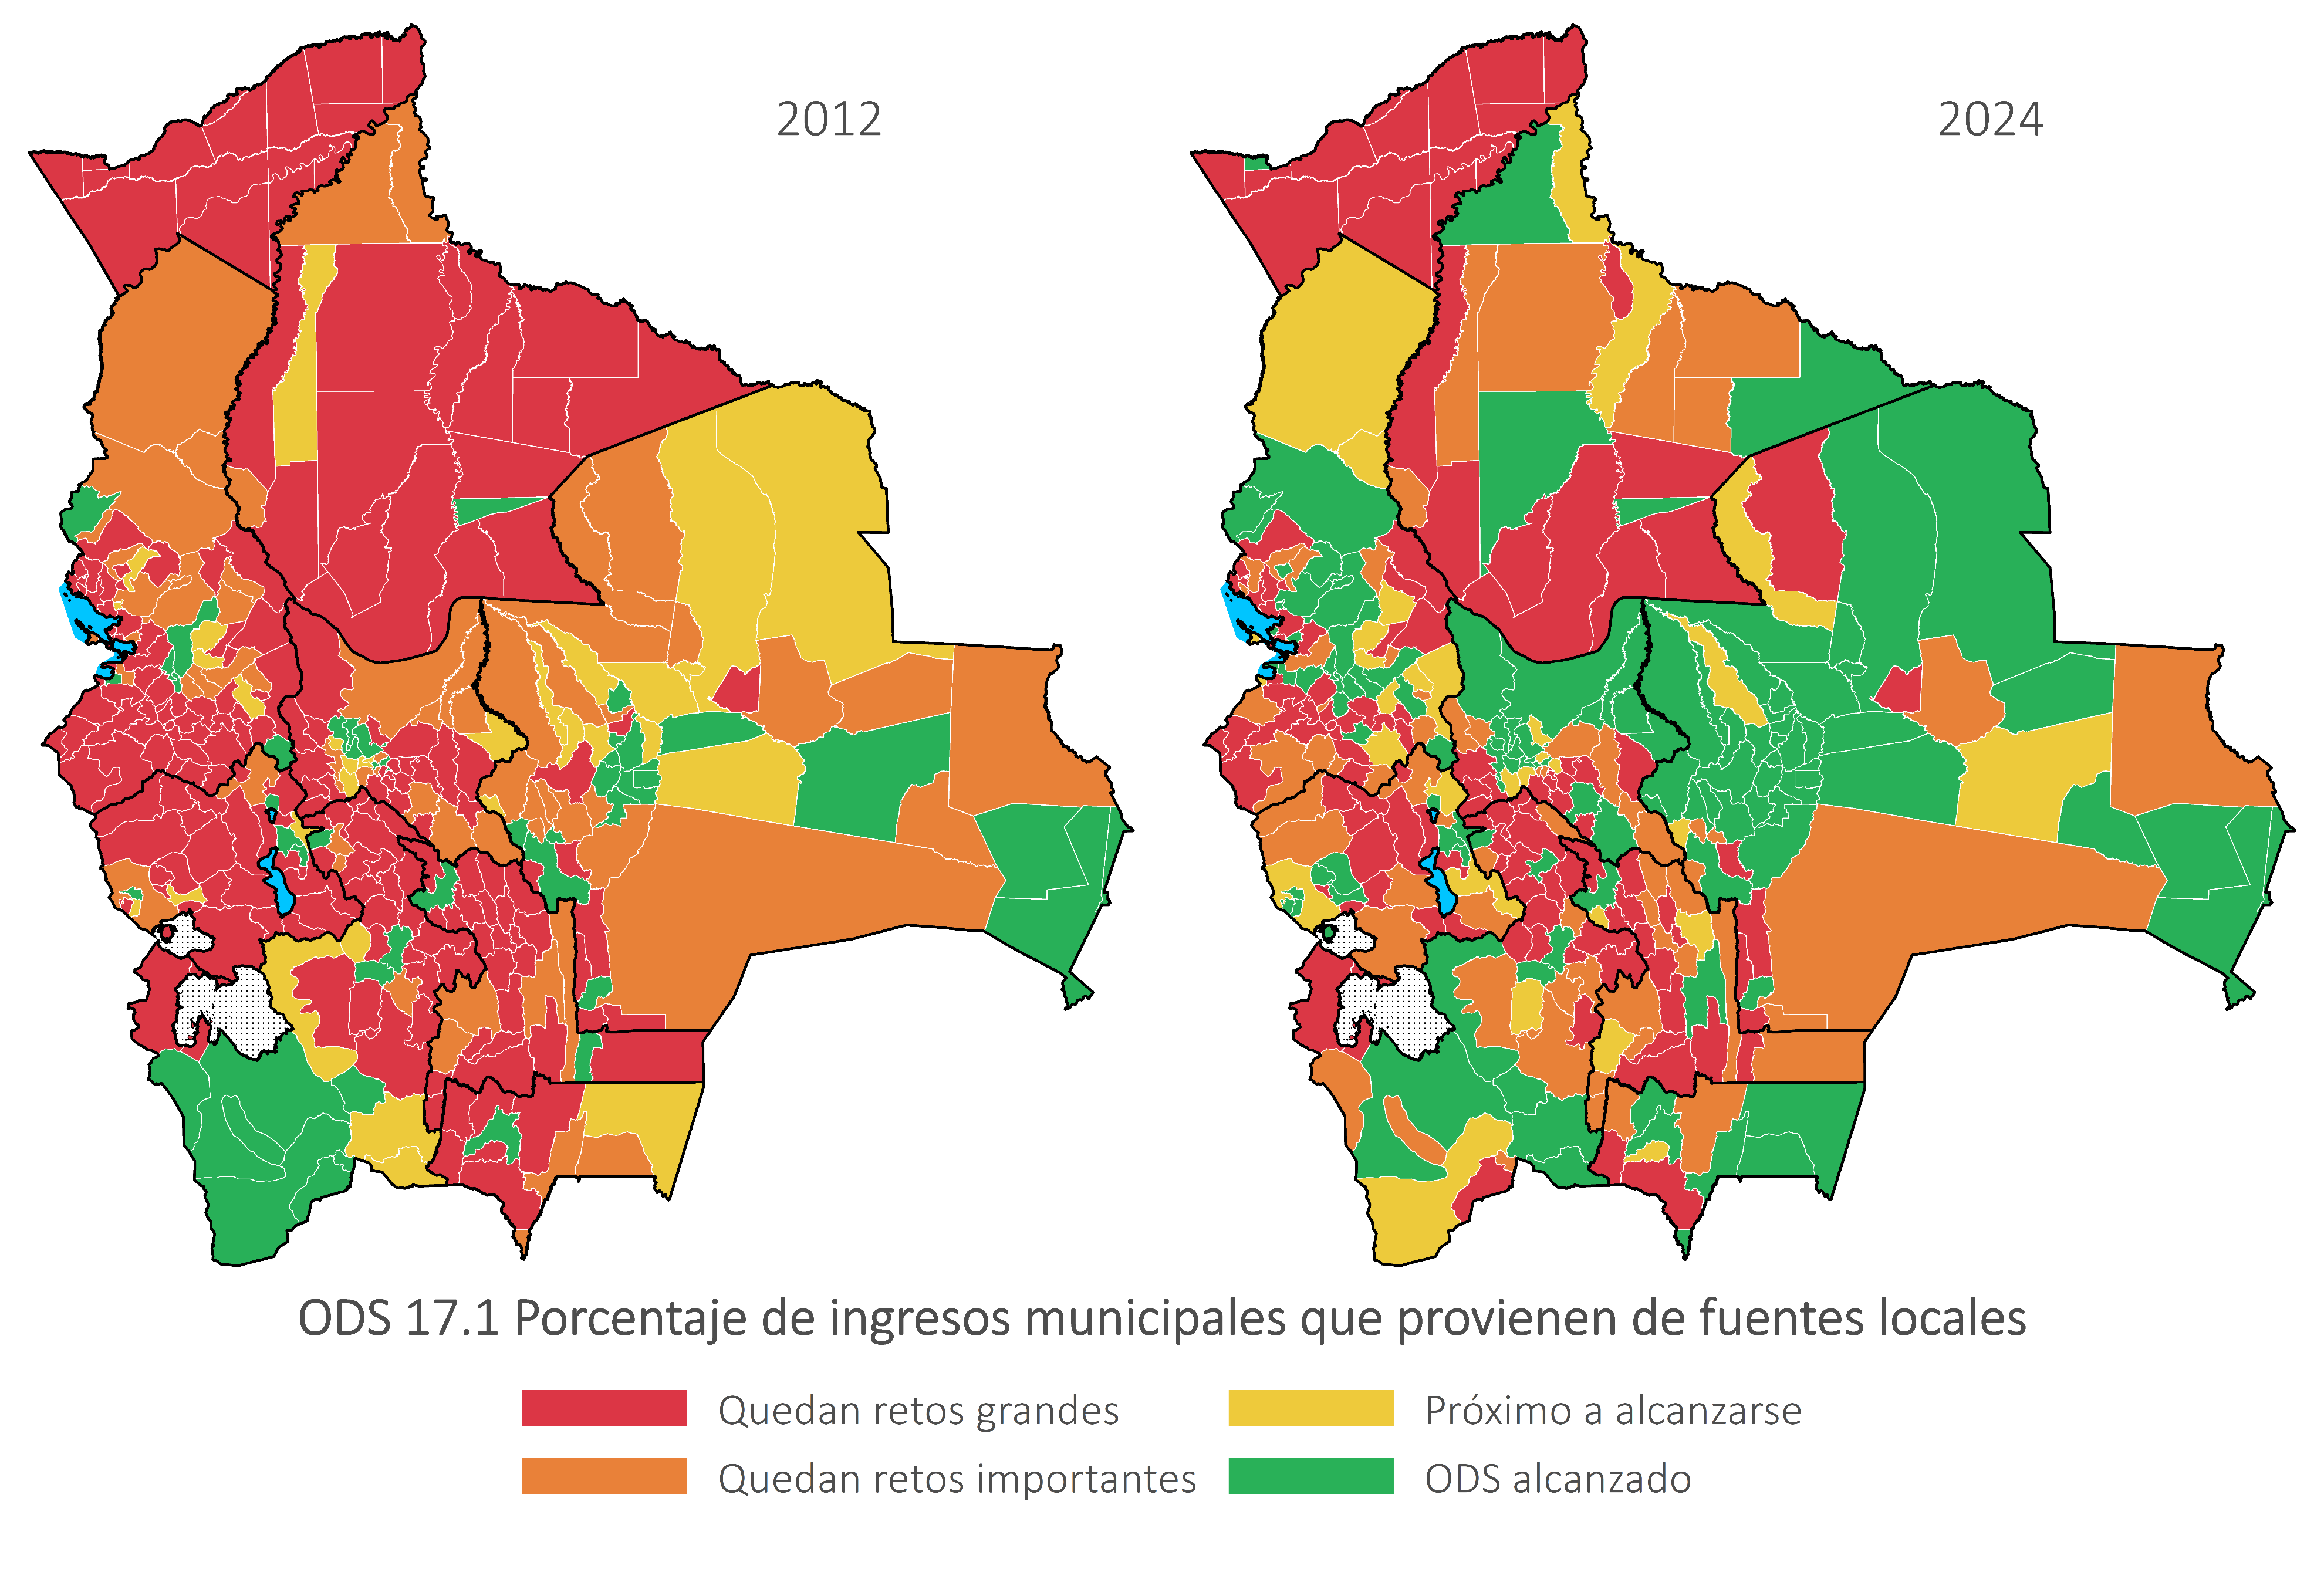 2012
2024
ODS 17.1 Porcentaje de ingresos municipales que provienen de fuentes locales
Quedan retos grandes
Próximo a alcanzarse
Quedan retos importantes
ODS alcanzado